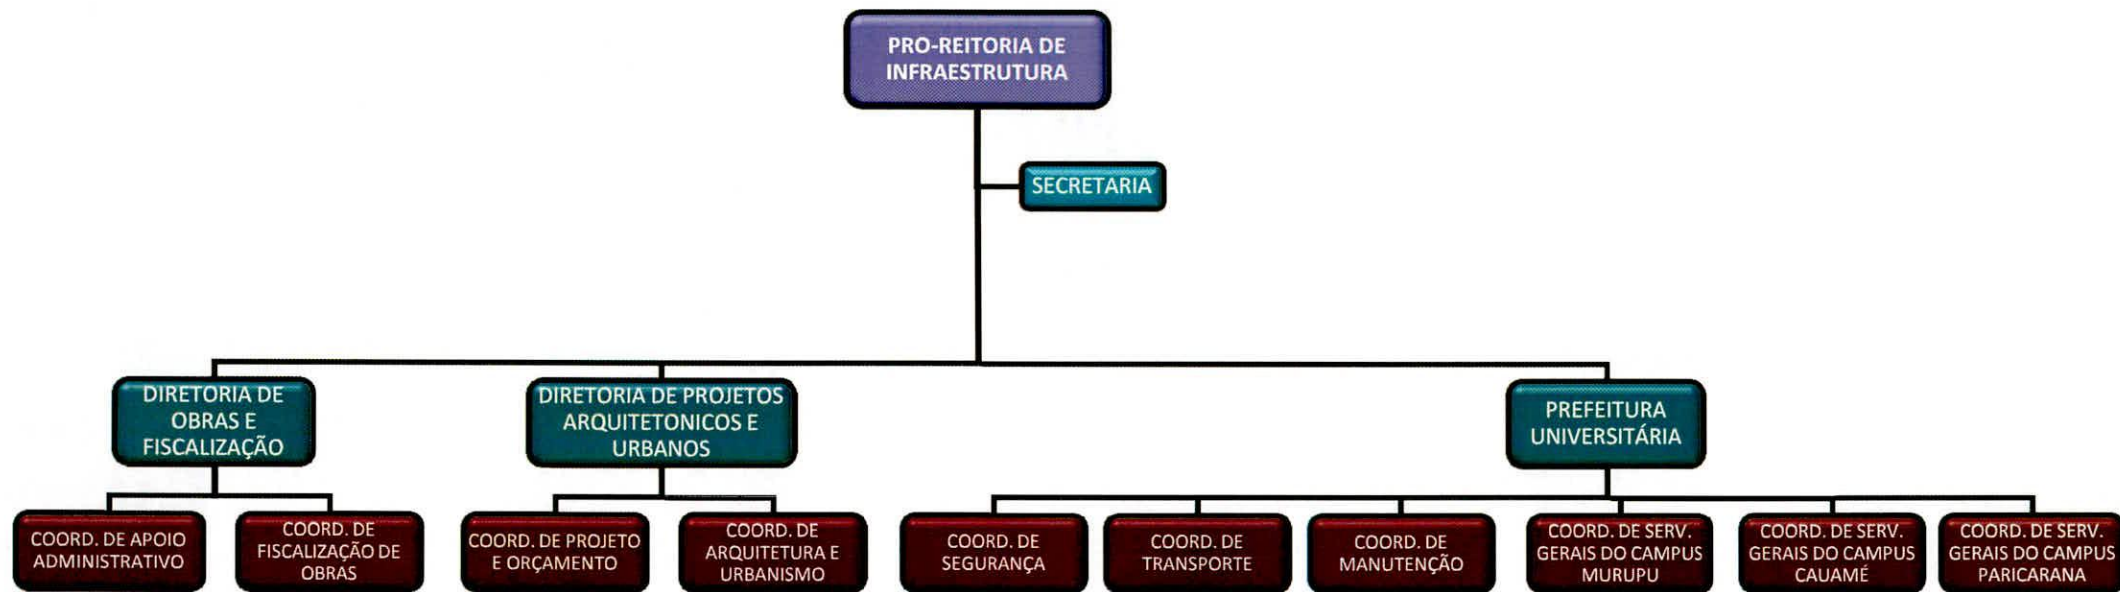 PRO-REITORIA DE
INFRAESTRUTURA
SECRETARIA
DIRETORIA DE
OBRAS E
FISCALIZAÇÃO
DIRETORIA DE PROJETOS
ARQUITETONICOS E
URBANOS
PREFEITURA
UNIVERSITÁRIA
COORD. DE APOIO
ADMINISTRATIVO
COORD. DE
FISCALIZAÇÃO DE
OBRAS
COORD. DE PROJETO
E ORÇAMENTO
COORD. DE
ARQUITETURA E
URBANISMO
COORD. DE
SEGURANÇA
COORD. DE
TRANSPORTE
COORD. DE
MANUTENÇÃO
COORD. DE SERV.
GERAIS DO CAMPUS
MURUPU
COORD. DE SERV.
GERAIS DO CAMPUS
CAUAMÉ
COORD. DE SERV.
GERAIS DO CAMPUS
PARICARANA